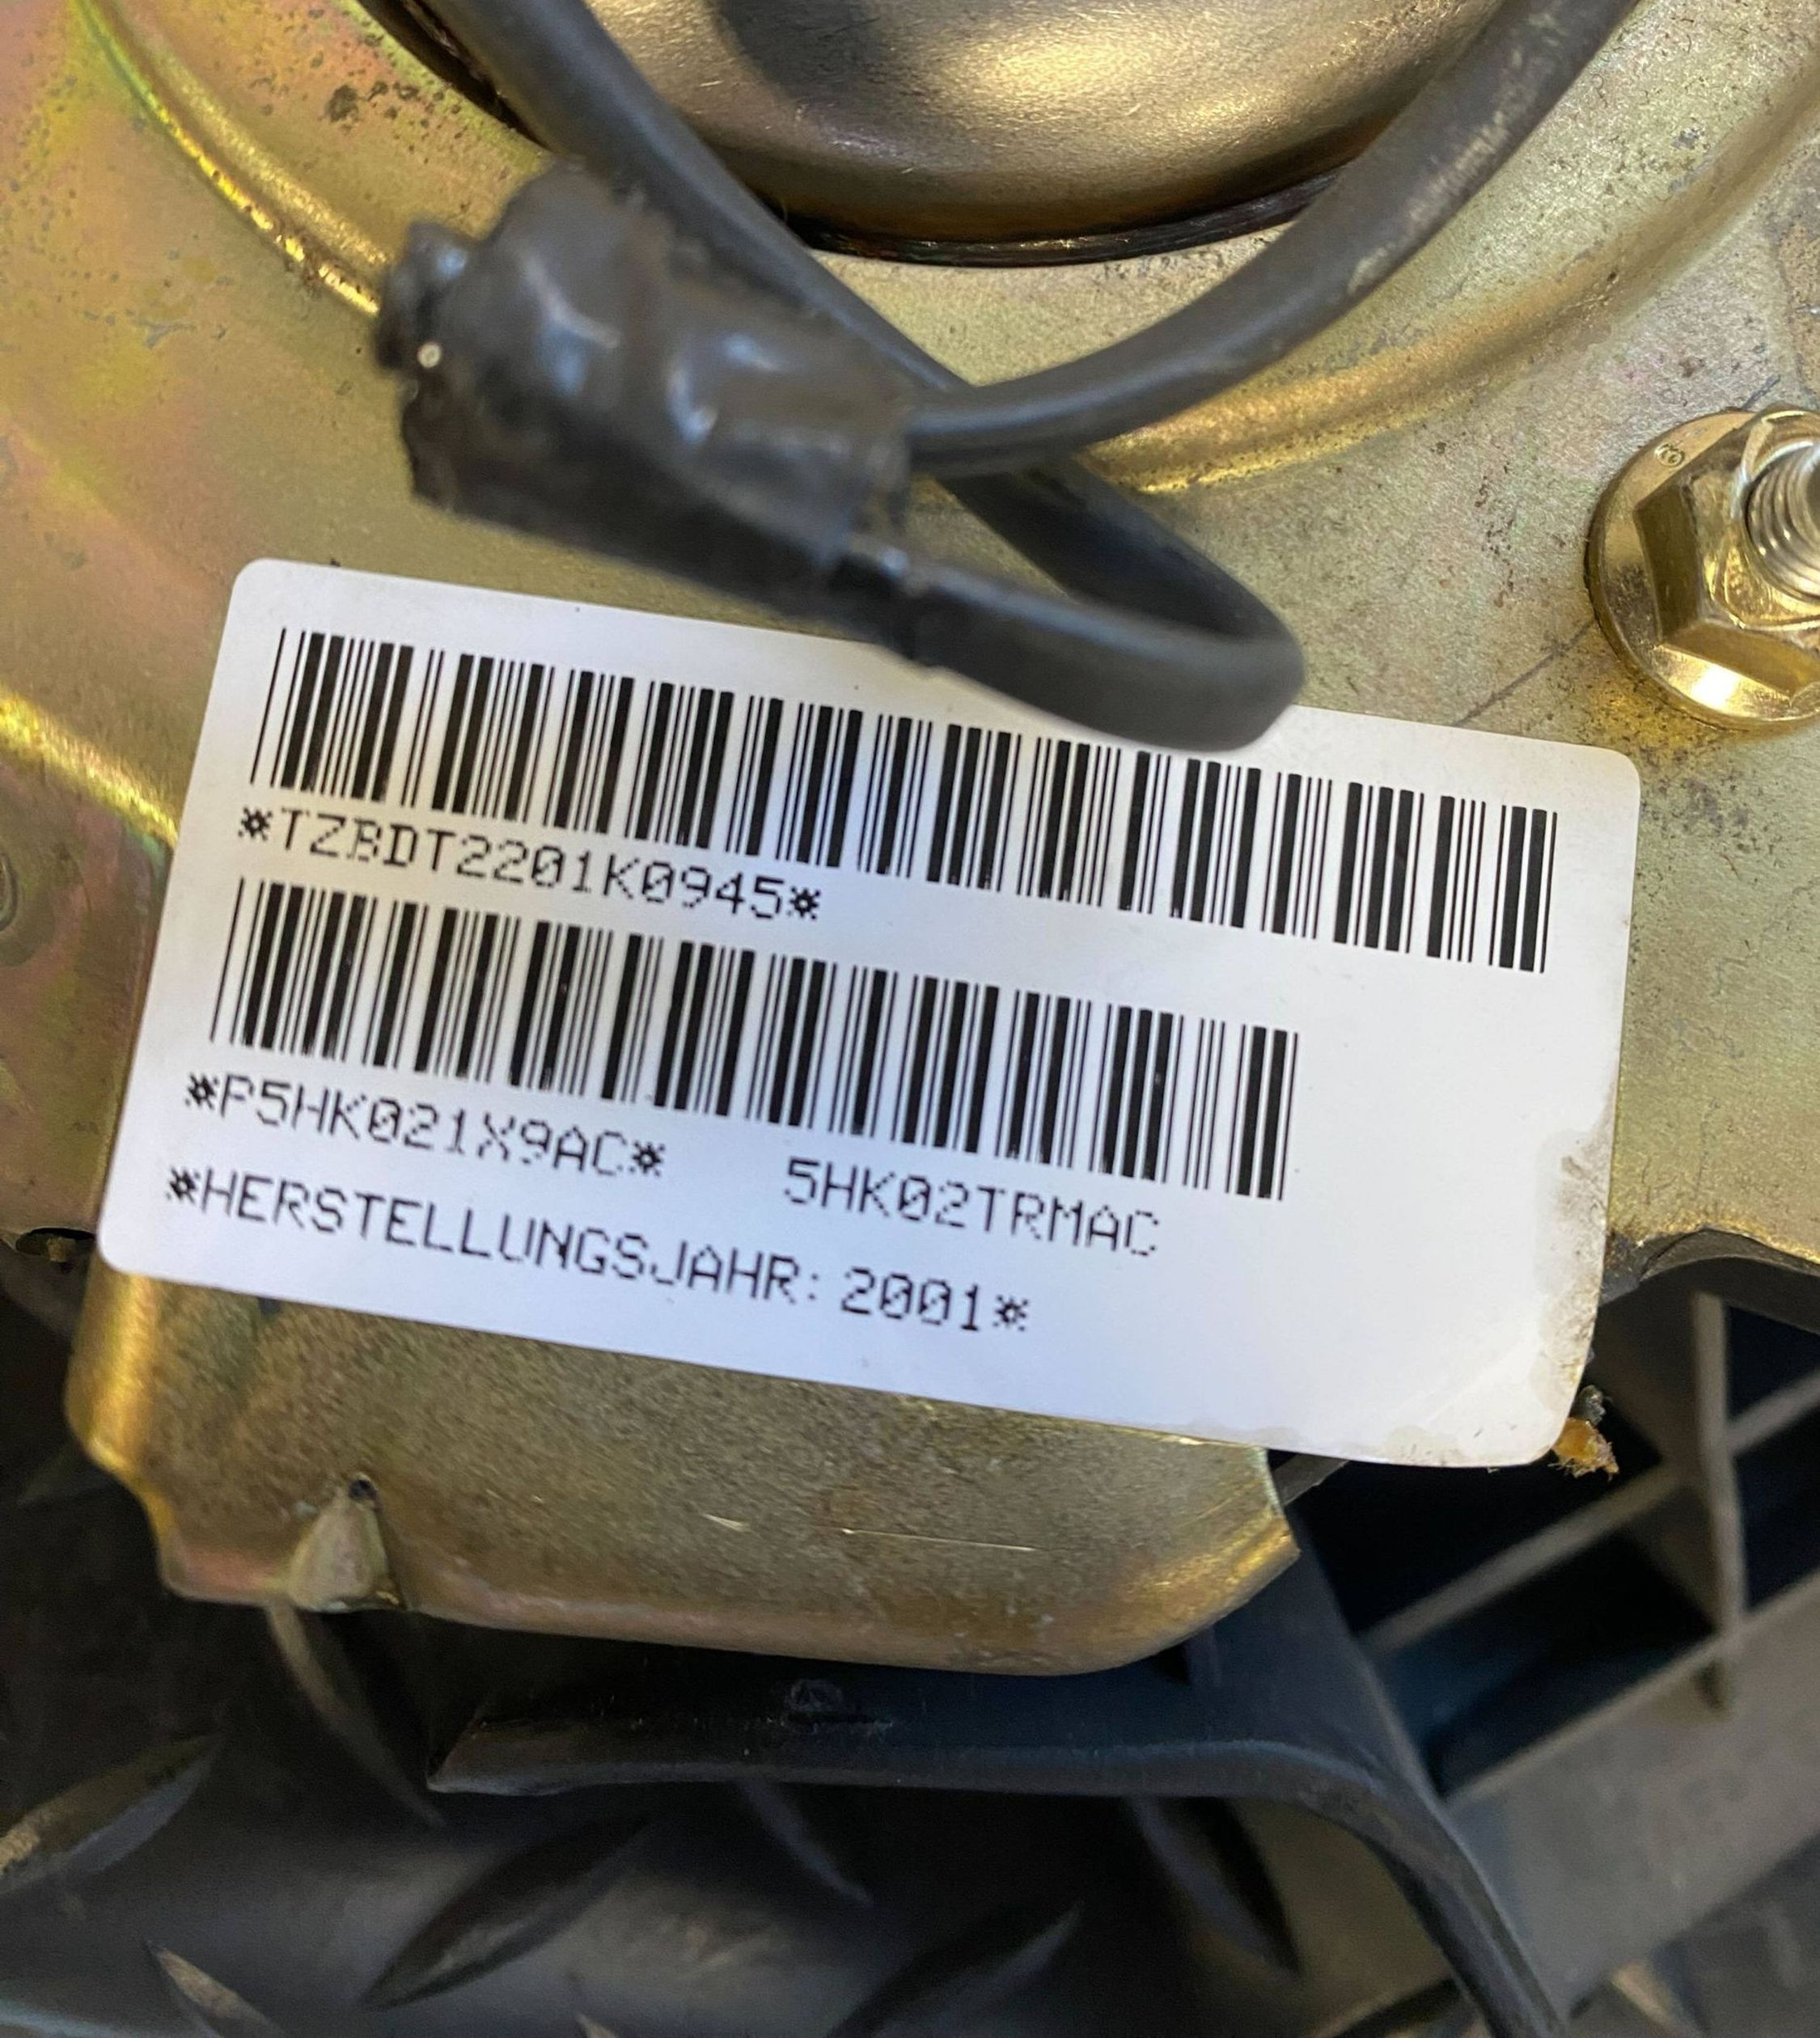 *TZBDT2201K0945*
*P5HK021X9AC* 5HK02TRMAC
*HERSTELLUNGSJAHR: 2001*